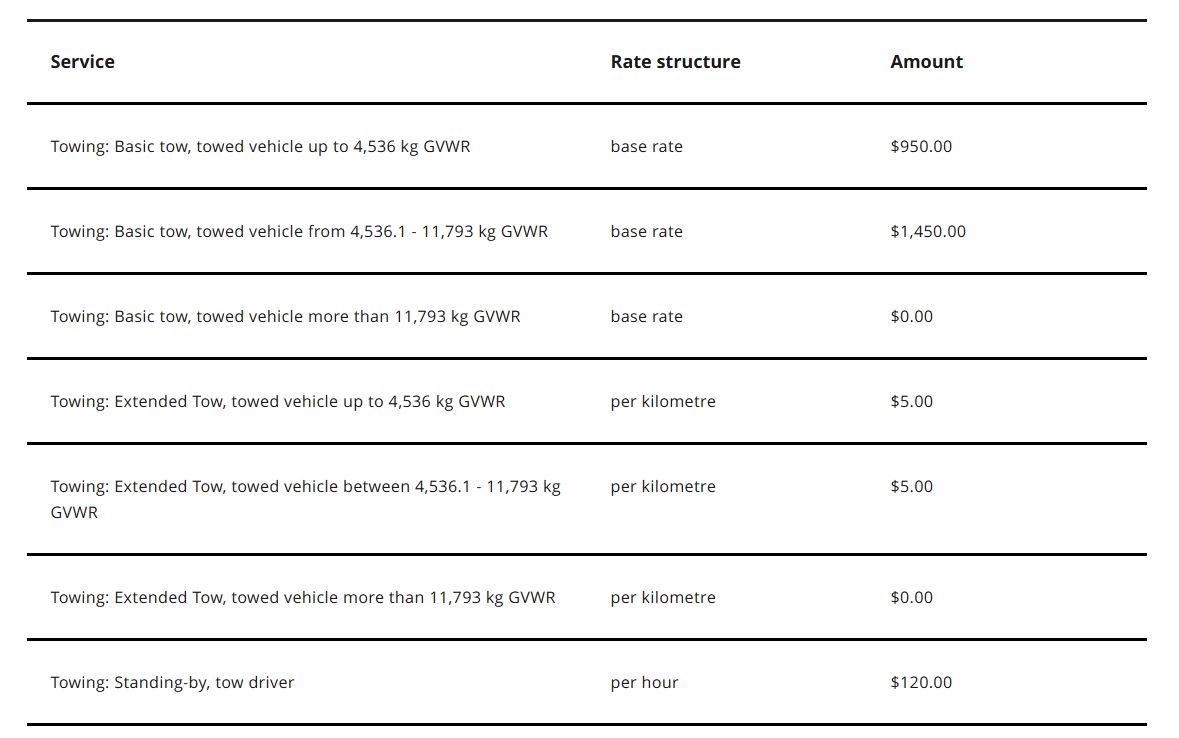 Service Rate structure Amount
Towing: Basic tow, towed vehicle up to 4,536 kg GVWR base rate $950.00
Towing: Basic tow, towed vehicle from 4,536.1 - 11,793 kg GVWR base rate $1,450.00
Towing: Basic tow, towed vehicle more than 11,793 kg GVWR base rate $0.00
Towing: Extended Tow, towed vehicle up to 4,536 kg GVWR per kilometre $5.00
Towing: Extended Tow, towed vehicle between 4,536.1 - 11,793 kg per kilometre $5.00
GVWR
Towing: Extended Tow, towed vehicle more than 11,793 kg GVWR per kilometre $0.00
Towing: Standing-by, tow driver per hour $120.00